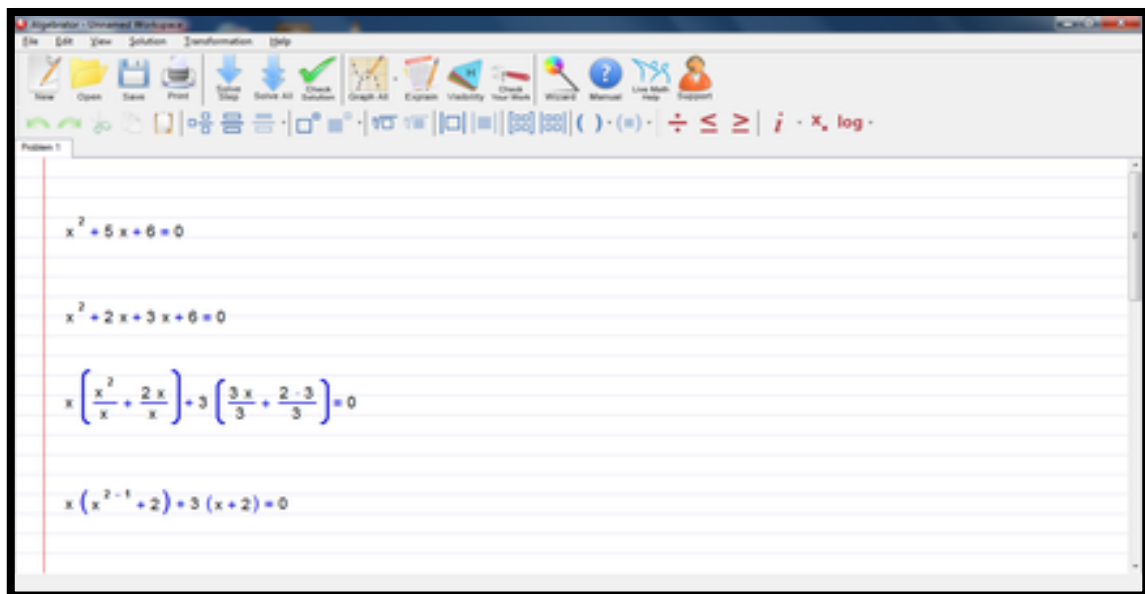 Algebrator - Unnamed Workspace
File Edit View Solution Transformation Help
New Open Save Print Solve Step Solve All Check Solution Graph All Explain Visibility Check Your Work Wizard Manual Live Math Help Support
( ) · (=) · ÷ ≤ ≥ i · x. log ·
Problem 1
x² + 5 x + 6 = 0
x² + 2 x + 3 x + 6 = 0
x (x²/x + 2 x/x) + 3 (3 x/3 + 2 · 3/3) = 0
x (x²⁻¹ + 2) + 3 (x + 2) = 0